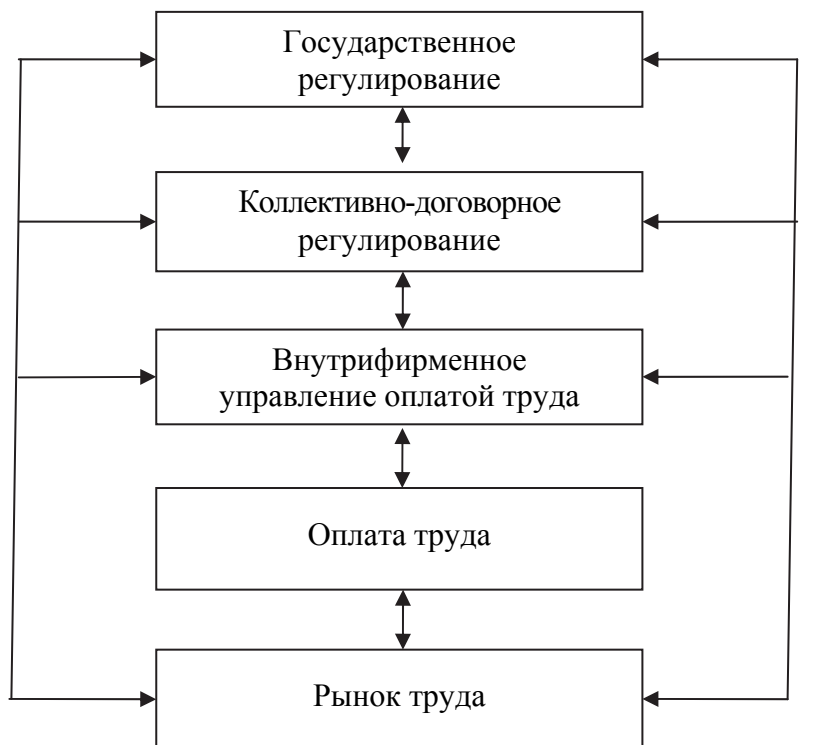 Государственное
регулирование
Коллективно-договорное
регулирование
Внутрифирменное
управление оплатой труда
Оплата труда
Рынок труда